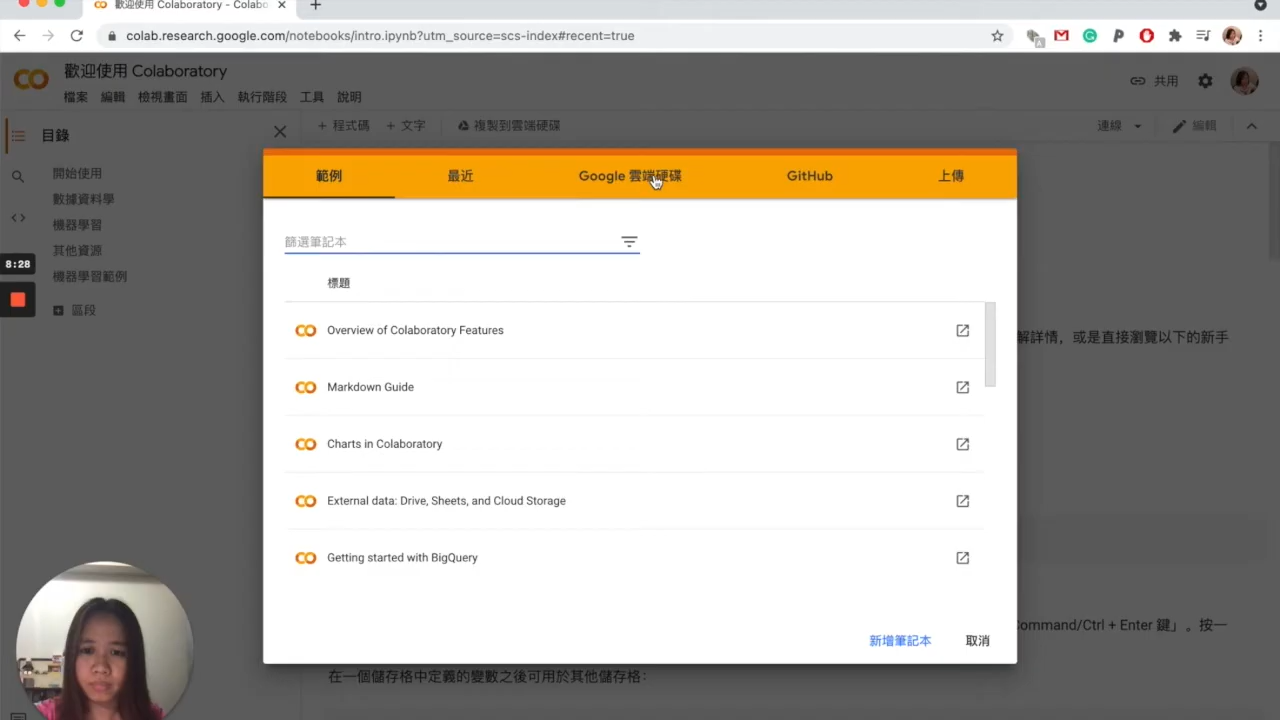 歡迎使用 Colaboratory - Colabo
colab.research.google.com/notebooks/intro.ipynb?utm_source=scs-index#recent=true
歡迎使用 Colaboratory
檔案 編輯 檢視畫面 插入 執行階段 工具 說明
共用
目錄
+ 程式碼 + 文字 複製到雲端硬碟
連線 編輯
開始使用
數據資料學
機器學習
其他資源
機器學習範例
區段
8:28
範例 最近 Google 雲端硬碟 GitHub 上傳
篩選筆記本
標題
Overview of Colaboratory Features
Markdown Guide
Charts in Colaboratory
External data: Drive, Sheets, and Cloud Storage
Getting started with BigQuery
新增筆記本 取消
解詳情，或是直接瀏覽以下的新手
Command/Ctrl + Enter 鍵」。按一
在一個儲存格中定義的變數之後可用於其他儲存格：